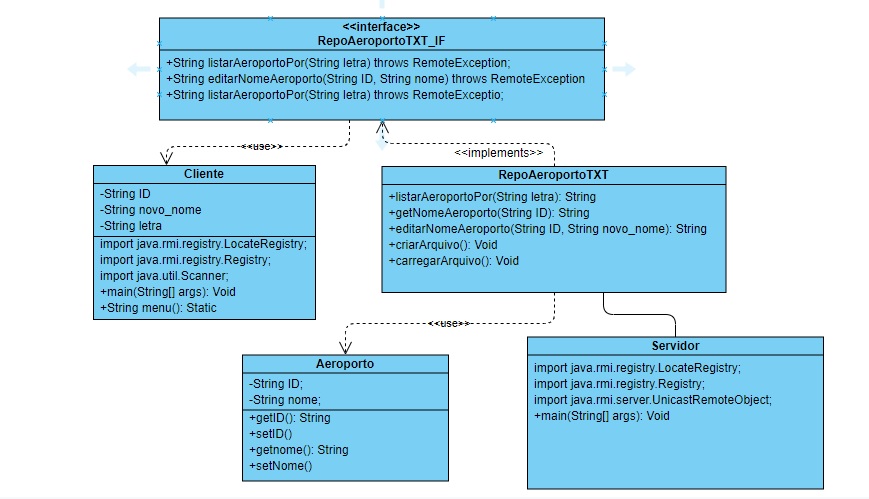 <<interface>>
RepoAeroportoTXT_IF
+String listarAeroportoPor(String letra) throws RemoteException;
+String editarNomeAeroporto(String ID, String nome) throws RemoteException
+String listarAeroportoPor(String letra) throws RemoteExceptio;
<<use>>
<<implements>>
Cliente
-String ID
-String novo_nome
-String letra
import java.rmi.registry.LocateRegistry;
import java.rmi.registry.Registry;
import java.util.Scanner;
+main(String[] args): Void
+String menu(): Static
RepoAeroportoTXT
+listarAeroportoPor(String letra): String
+getNomeAeroporto(String ID): String
+editarNomeAeroporto(String ID, String novo_nome): String
+criarArquivo(): Void
+carregarArquivo(): Void
<<use>>
Aeroporto
-String ID;
-String nome;
+getID(): String
+setID()
+getnome(): String
+setNome()
Servidor
import java.rmi.registry.LocateRegistry;
import java.rmi.registry.Registry;
import java.rmi.server.UnicastRemoteObject;
+main(String[] args): Void